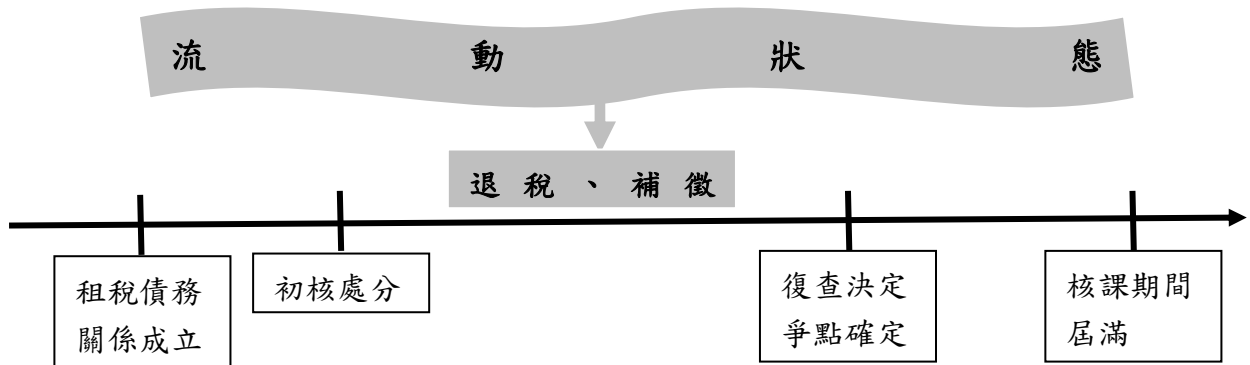 流動狀態
退稅、補徵
租稅債務
關係成立
初核處分
復查決定
爭點確定
核課期間
屆滿